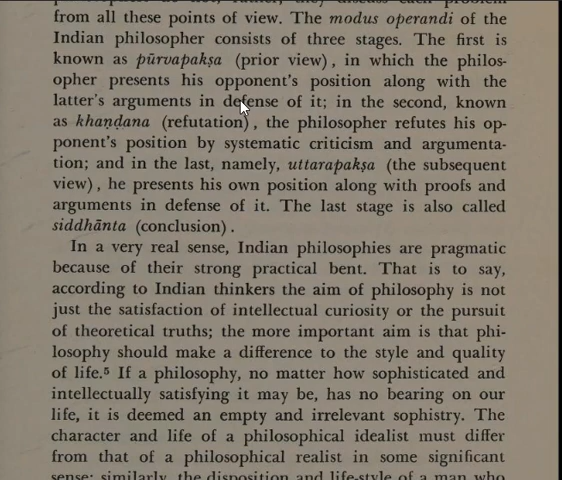 from all these points of view. The modus operandi of the
Indian philosopher consists of three stages. The first is
known as pūrvapakṣa (prior view), in which the philos-
opher presents his opponent's position along with the
latter's arguments in defense of it; in the second, known
as khaṇḍana (refutation), the philosopher refutes his op-
ponent's position by systematic criticism and argumenta-
tion; and in the last, namely, uttarapakṣa (the subsequent
view), he presents his own position along with proofs and
arguments in defense of it. The last stage is also called
siddhānta (conclusion).
In a very real sense, Indian philosophies are pragmatic
because of their strong practical bent. That is to say,
according to Indian thinkers the aim of philosophy is not
just the satisfaction of intellectual curiosity or the pursuit
of theoretical truths; the more important aim is that phi-
losophy should make a difference to the style and quality
of life.⁵ If a philosophy, no matter how sophisticated and
intellectually satisfying it may be, has no bearing on our
life, it is deemed an empty and irrelevant sophistry. The
character and life of a philosophical idealist must differ
from that of a philosophical realist in some significant
sense; similarly, the disposition and life-style of a man who